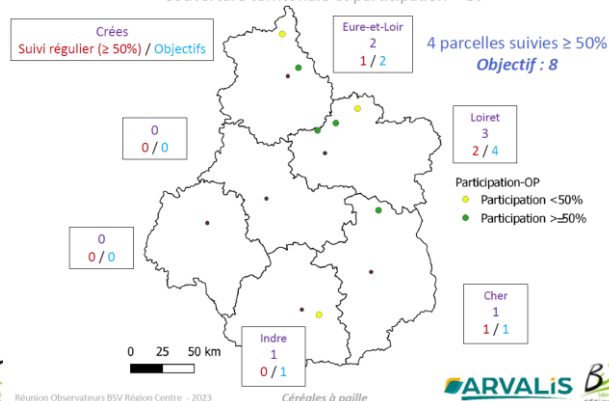 Crées
Suivi régulier (≥ 50%) / Objectifs
Eure-et-Loir
2
1 / 2
4 parcelles suivies ≥ 50%
Objectif : 8
0
0 / 0
Loiret
3
2 / 4
Participation-OP
Participation <50%
Participation >=50%
0
0 / 0
Cher
1
1 / 1
Indre
1
0 / 1
0 25 50 km
Réunion Observateurs BSV Région Centre - 2023
Céréales à paille
ARVALIS